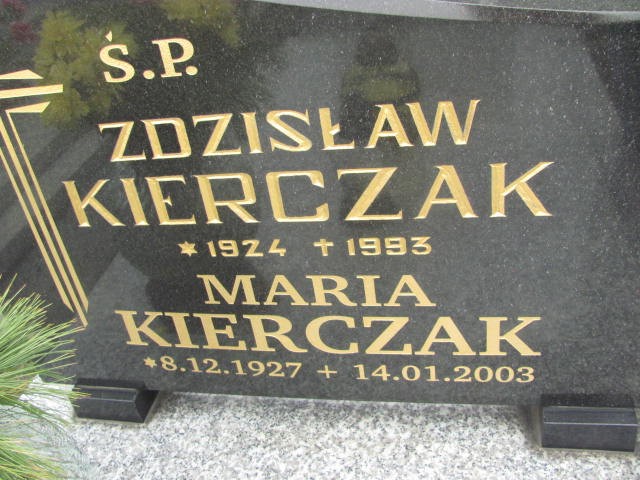 Ś.P.
ZDZISŁAW
KIERCZAK
*1924 †1993
MARIA
KIERCZAK
*8.12.1927 + 14.01.2003